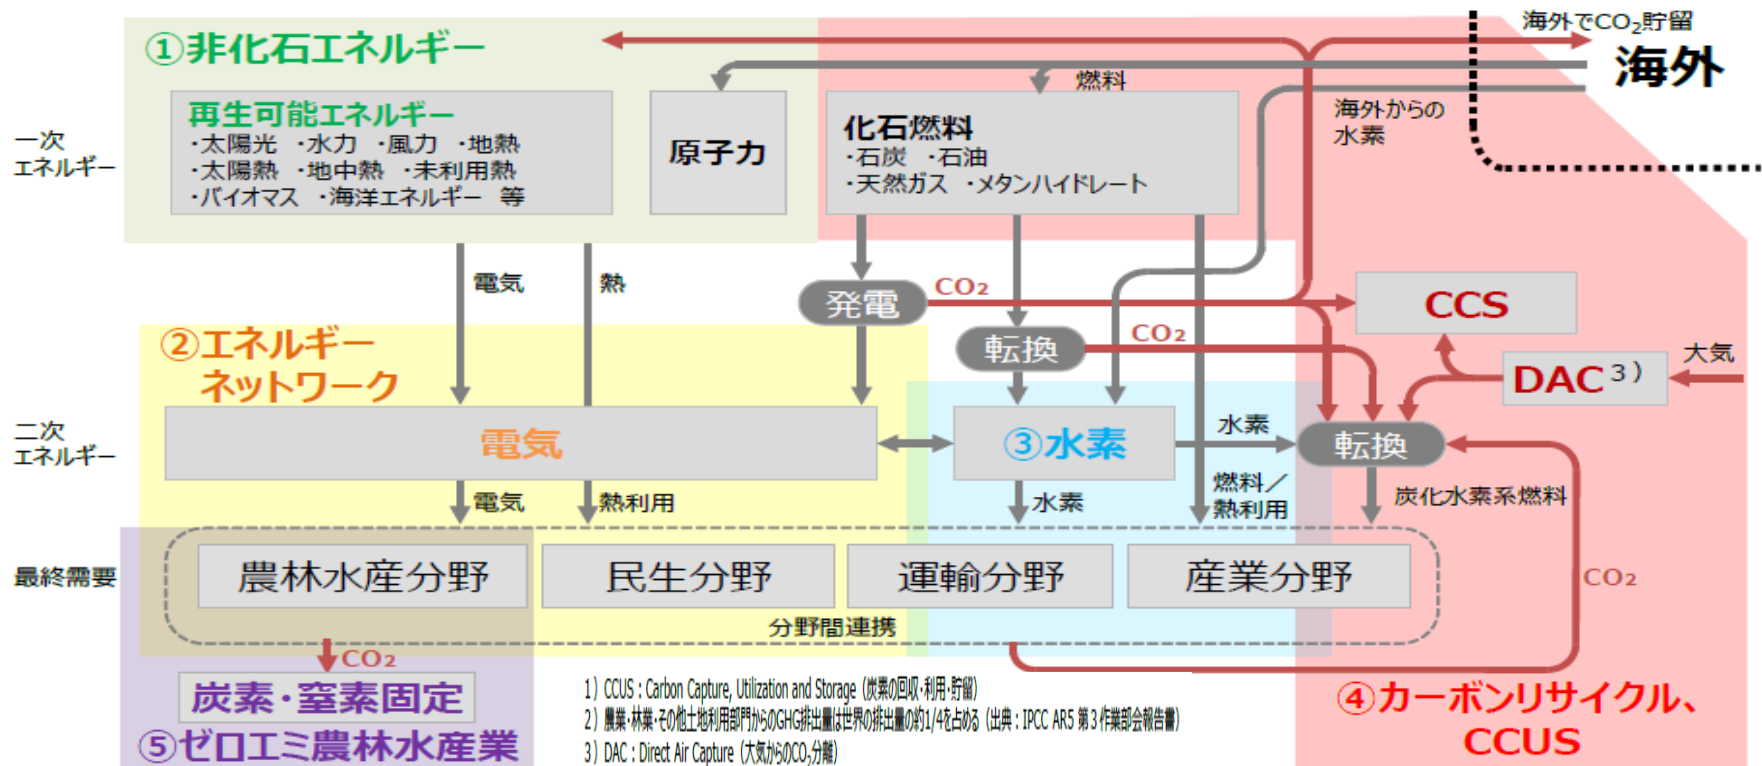 海外でCO₂貯留
①非化石エネルギー
海外
燃料
再生可能エネルギー
・太陽光 ・水力 ・風力 ・地熱
・太陽熱 ・地中熱 ・未利用熱
・バイオマス ・海洋エネルギー 等
原子力
化石燃料
・石炭 ・石油
・天然ガス ・メタンハイドレート
海外からの
水素
一次
エネルギー
電気
熱
発電
CO₂
CCS
②エネルギー
ネットワーク
転換
CO₂
大気
DAC³⁾
二次
エネルギー
電気
③水素
水素
転換
電気
熱利用
水素
燃料/
熱利用
炭化水素系燃料
最終需要
農林水産分野
民生分野
運輸分野
産業分野
CO₂
分野間連携
CO₂
炭素・窒素固定
⑤ゼロエミ農林水産業
④カーボンリサイクル、
CCUS
1) CCUS:Carbon Capture, Utilization and Storage (炭素の回収・利用・貯留)
2) 農業・林業・その他土地利用部門からのGHG排出量は世界の排出量の約1/4を占める (出典:IPCC AR5 第3作業部会報告書)
3) DAC:Direct Air Capture (大気からのCO₂分離)